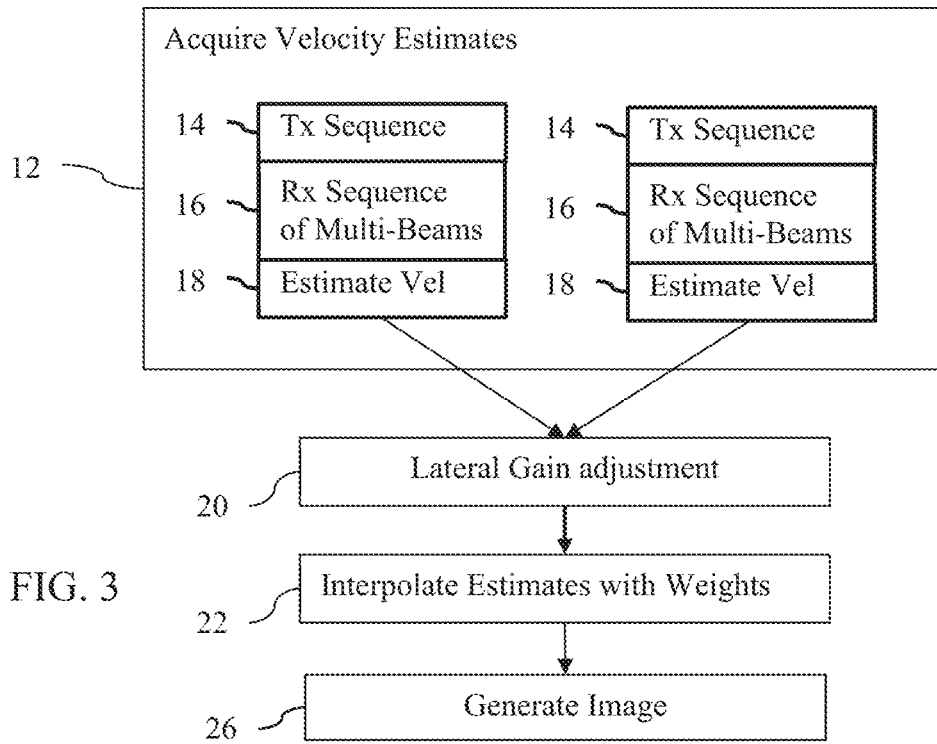 Acquire Velocity Estimates
14 Tx Sequence 14 Tx Sequence
12
16 Rx Sequence 16 Rx Sequence
of Multi-Beams of Multi-Beams
18 Estimate Vel 18 Estimate Vel
Lateral Gain adjustment
20
FIG. 3
Interpolate Estimates with Weights
22
Generate Image
26